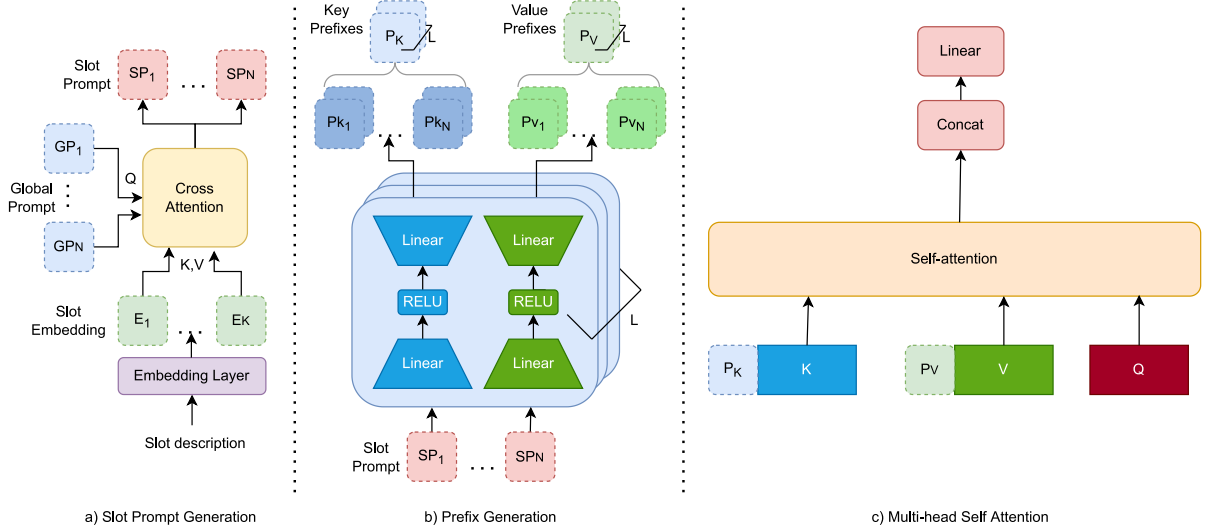 Slot
Prompt
SP1
...
SPN
GP1
Global
Prompt
GPN
Q
Cross
Attention
K,V
Slot
Embedding
E1
...
EK
Embedding Layer
Slot description
a) Slot Prompt Generation
Key
Prefixes
PK
L
Value
Prefixes
PV
L
Pk1
...
PkN
Pv1
...
PvN
Linear
Linear
RELU
RELU
Linear
Linear
L
Slot
Prompt
SP1
...
SPN
b) Prefix Generation
Linear
Concat
Self-attention
PK
K
PV
V
Q
c) Multi-head Self Attention